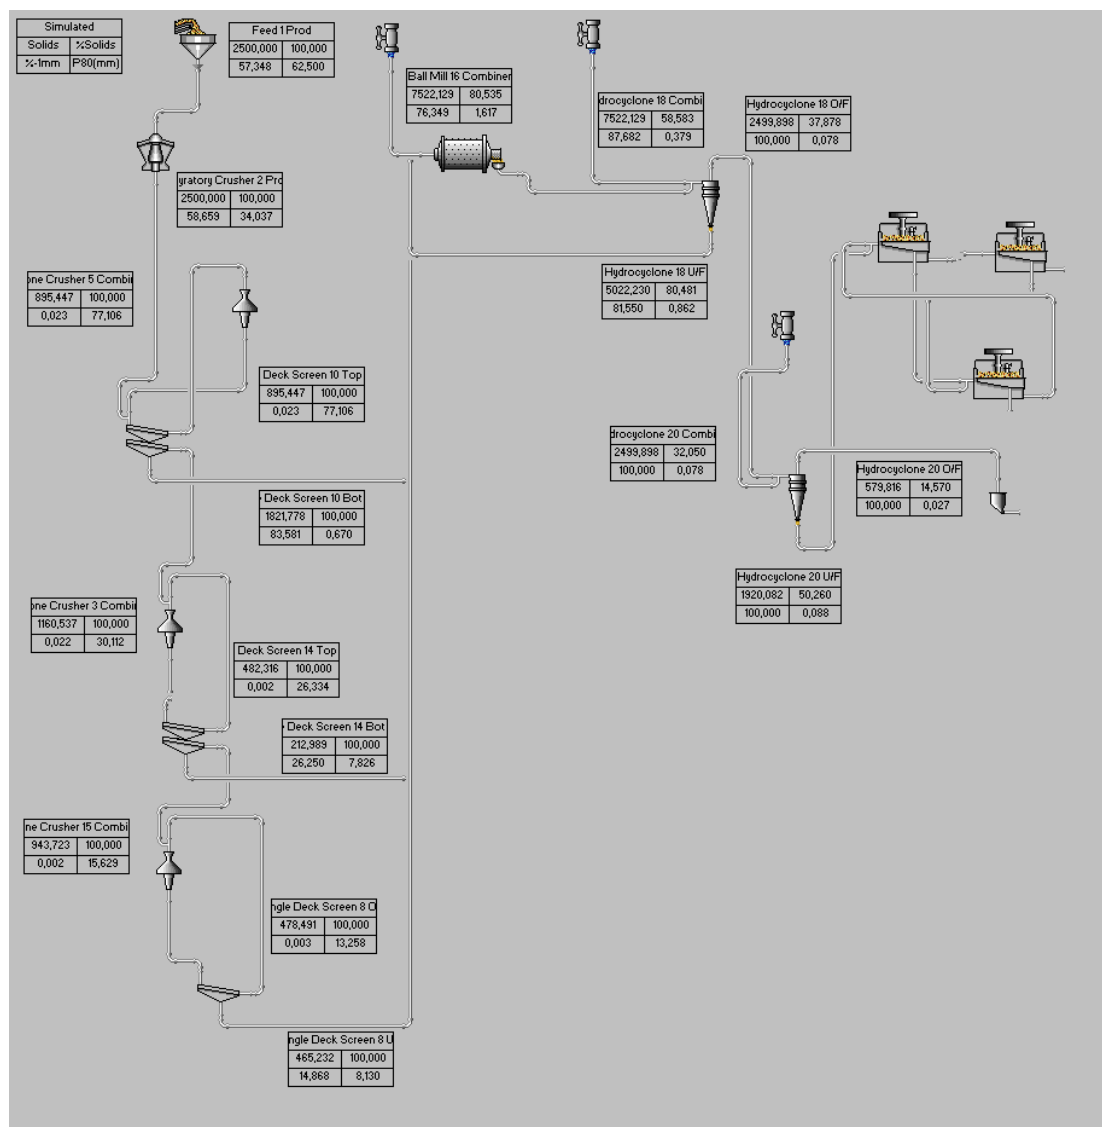 Simulated
Solids %Solids
%-1mm P80(mm)
Feed 1 Prod
2500,000 100,000
57,348 62,500
Ball Mill 16 Combiner
7522,129 80,535
76,349 1,617
drocyclone 18 Combi
7522,129 58,583
87,682 0,379
Hydrocyclone 18 O/F
2499,898 37,878
100,000 0,078
yratory Crusher 2 Pro
2500,000 100,000
58,659 34,037
one Crusher 5 Combi
895,447 100,000
0,023 77,106
Hydrocyclone 18 U/F
5022,230 80,481
81,550 0,862
Deck Screen 10 Top
895,447 100,000
0,023 77,106
drocyclone 20 Combi
2499,898 32,050
100,000 0,078
Hydrocyclone 20 O/F
579,816 14,570
100,000 0,027
Deck Screen 10 Bot
1821,778 100,000
83,581 0,670
Hydrocyclone 20 U/F
1920,082 50,260
100,000 0,088
one Crusher 3 Combi
1160,537 100,000
0,022 30,112
Deck Screen 14 Top
482,316 100,000
0,002 26,334
Deck Screen 14 Bot
212,989 100,000
26,250 7,826
ne Crusher 15 Combi
943,723 100,000
0,002 15,629
ngle Deck Screen 8 O
478,491 100,000
0,003 13,258
ngle Deck Screen 8 U
465,232 100,000
14,868 8,130